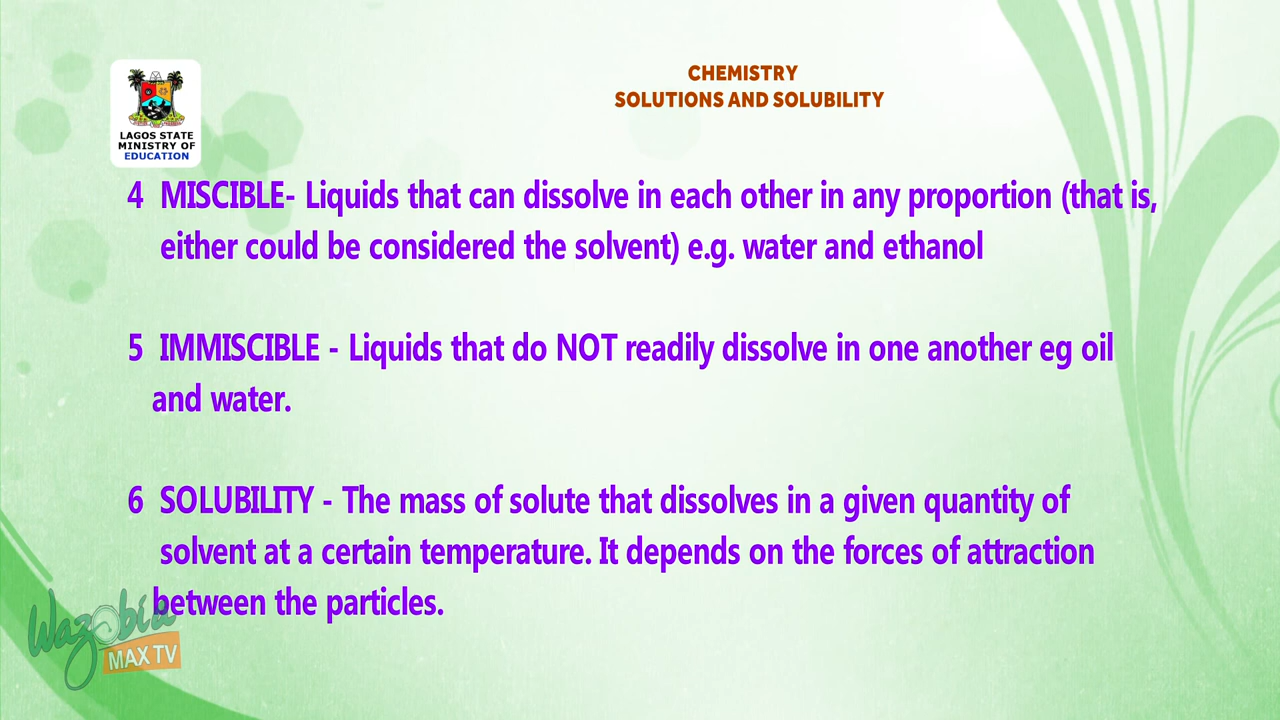 LAGOS STATE
MINISTRY OF
EDUCATION
CHEMISTRY
SOLUTIONS AND SOLUBILITY
4 MISCIBLE- Liquids that can dissolve in each other in any proportion (that is,
either could be considered the solvent) e.g. water and ethanol
5 IMMISCIBLE - Liquids that do NOT readily dissolve in one another eg oil
and water.
6 SOLUBILITY - The mass of solute that dissolves in a given quantity of
solvent at a certain temperature. It depends on the forces of attraction
between the particles.
Wazobia
MAX TV